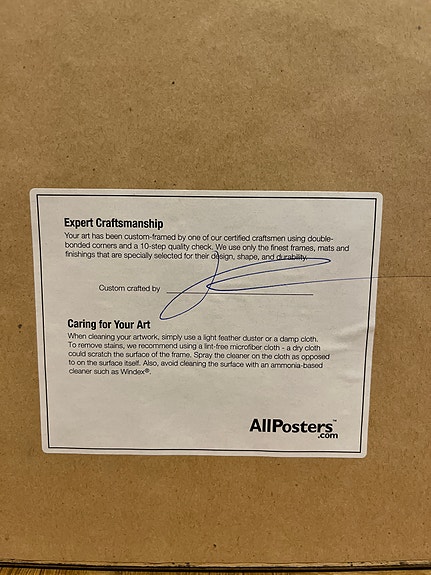 Expert Craftsmanship
Your art has been custom-framed by one of our certified craftsmen using double-
bonded corners and a 10-step quality check. We use only the finest frames, mats and
finishings that are specially selected for their design, shape, and durability.
Custom crafted by
Caring for Your Art
When cleaning your artwork, simply use a light feather duster or a damp cloth.
To remove stains, we recommend using a lint-free microfiber cloth - a dry cloth
could scratch the surface of the frame. Spray the cleaner on the cloth as opposed
to on the surface itself. Also, avoid cleaning the surface with an ammonia-based
cleaner such as Windex®.
AllPosters™
.com